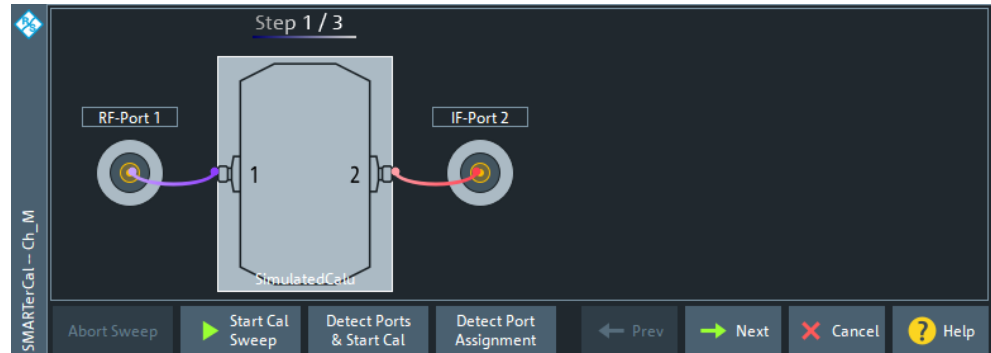 Step 1 / 3
RF-Port 1
IF-Port 2
1
2
SimulatedCalu
SMARTerCal – Ch_M
Abort Sweep
Start Cal
Sweep
Detect Ports
& Start Cal
Detect Port
Assignment
Prev
Next
Cancel
? Help